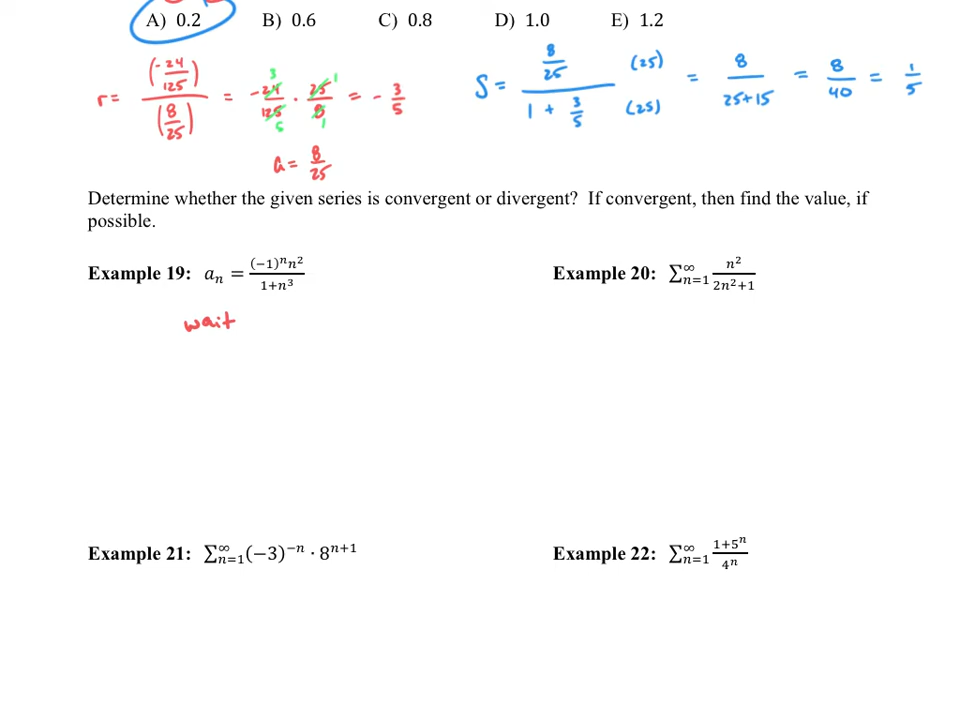 A) 0.2 B) 0.6 C) 0.8 D) 1.0 E) 1.2
r = (-24/125)/(8/25) = -24/125 · 25/8 = -3/5
3 1
5 1
a = 8/25
S = (8/25)/(1 + 3/5) (25)/(25) = 8/(25+15) = 8/40 = 1/5
Determine whether the given series is convergent or divergent? If convergent, then find the value, if
possible.
Example 19: aₙ = (−1)ⁿn²/(1+n³) Example 20: ∑ₙ₌₁^∞ n²/(2n²+1)
wait
Example 21: ∑ₙ₌₁^∞(−3)⁻ⁿ · 8ⁿ⁺¹ Example 22: ∑ₙ₌₁^∞ (1+5ⁿ)/4ⁿ